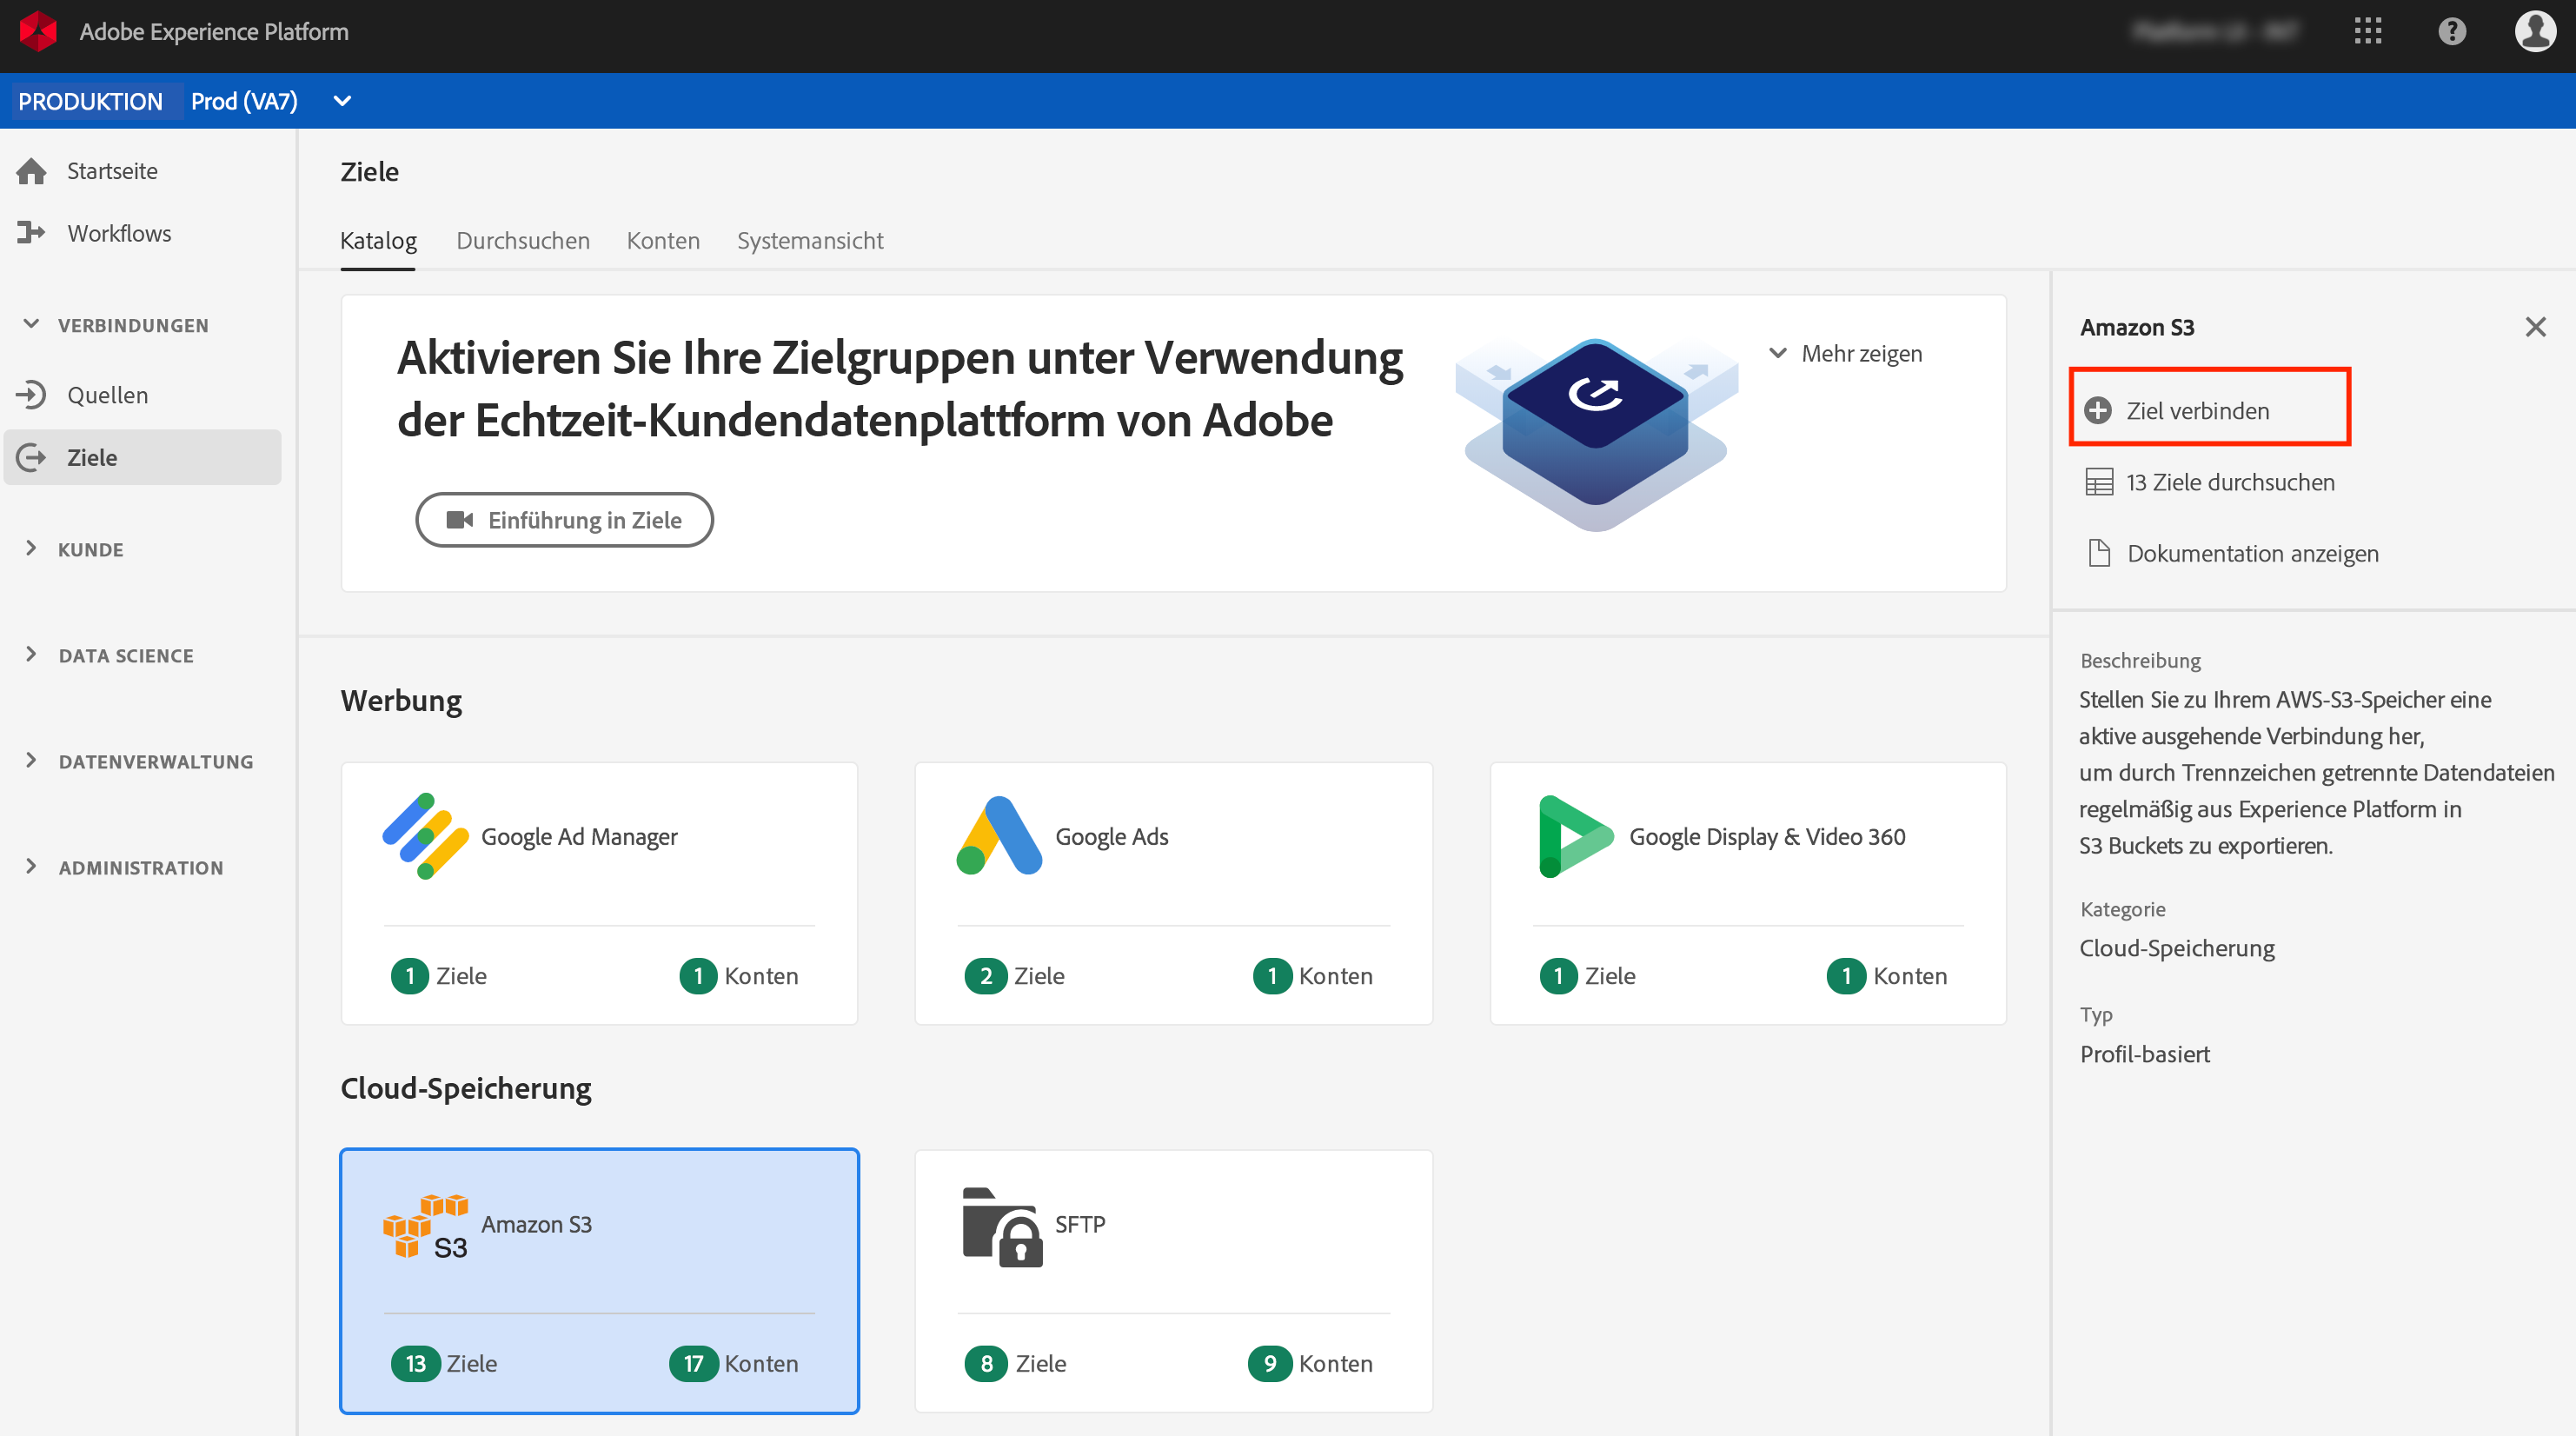 Adobe Experience Platform
PRODUKTION Prod (VA7)
Startseite
Workflows
VERBINDUNGEN
Quellen
Ziele
KUNDE
DATA SCIENCE
DATENVERWALTUNG
ADMINISTRATION
Ziele
Katalog Durchsuchen Konten Systemansicht
Aktivieren Sie Ihre Zielgruppen unter Verwendung
der Echtzeit-Kundendatenplattform von Adobe
Mehr zeigen
Einführung in Ziele
Werbung
Google Ad Manager
1 Ziele 1 Konten
Google Ads
2 Ziele 1 Konten
Google Display & Video 360
1 Ziele 1 Konten
Cloud-Speicherung
S3 Amazon S3
13 Ziele 17 Konten
SFTP
8 Ziele 9 Konten
Amazon S3
Ziel verbinden
13 Ziele durchsuchen
Dokumentation anzeigen
Beschreibung
Stellen Sie zu Ihrem AWS-S3-Speicher eine
aktive ausgehende Verbindung her,
um durch Trennzeichen getrennte Datendateien
regelmäßig aus Experience Platform in
S3 Buckets zu exportieren.
Kategorie
Cloud-Speicherung
Typ
Profil-basiert